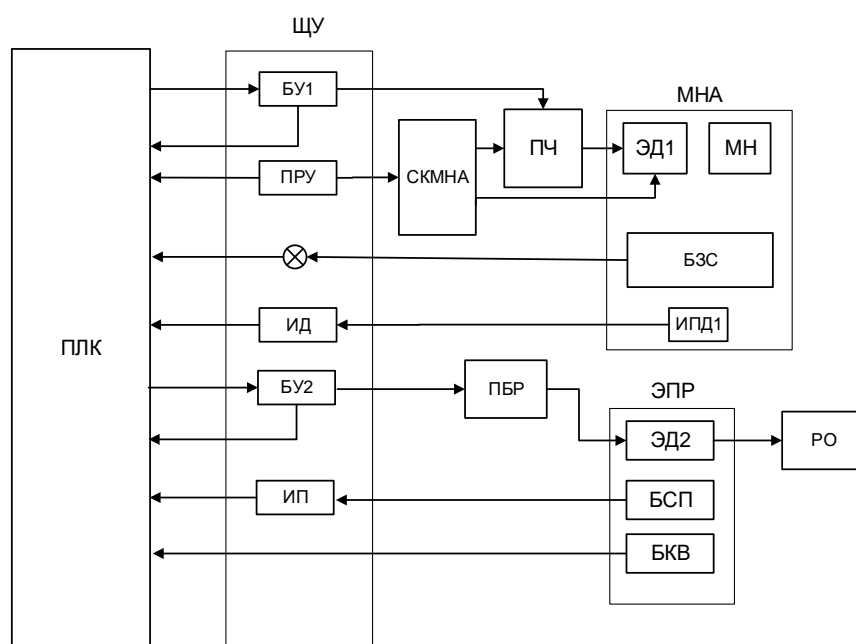 ЩУ
БУ1
МНА
ПЧ
ЭД1
МН
ПРУ
СКМНА
БЗС
ИД
ИПД1
ПЛК
БУ2
ПБР
ЭПР
ЭД2
РО
ИП
БСП
БКВ